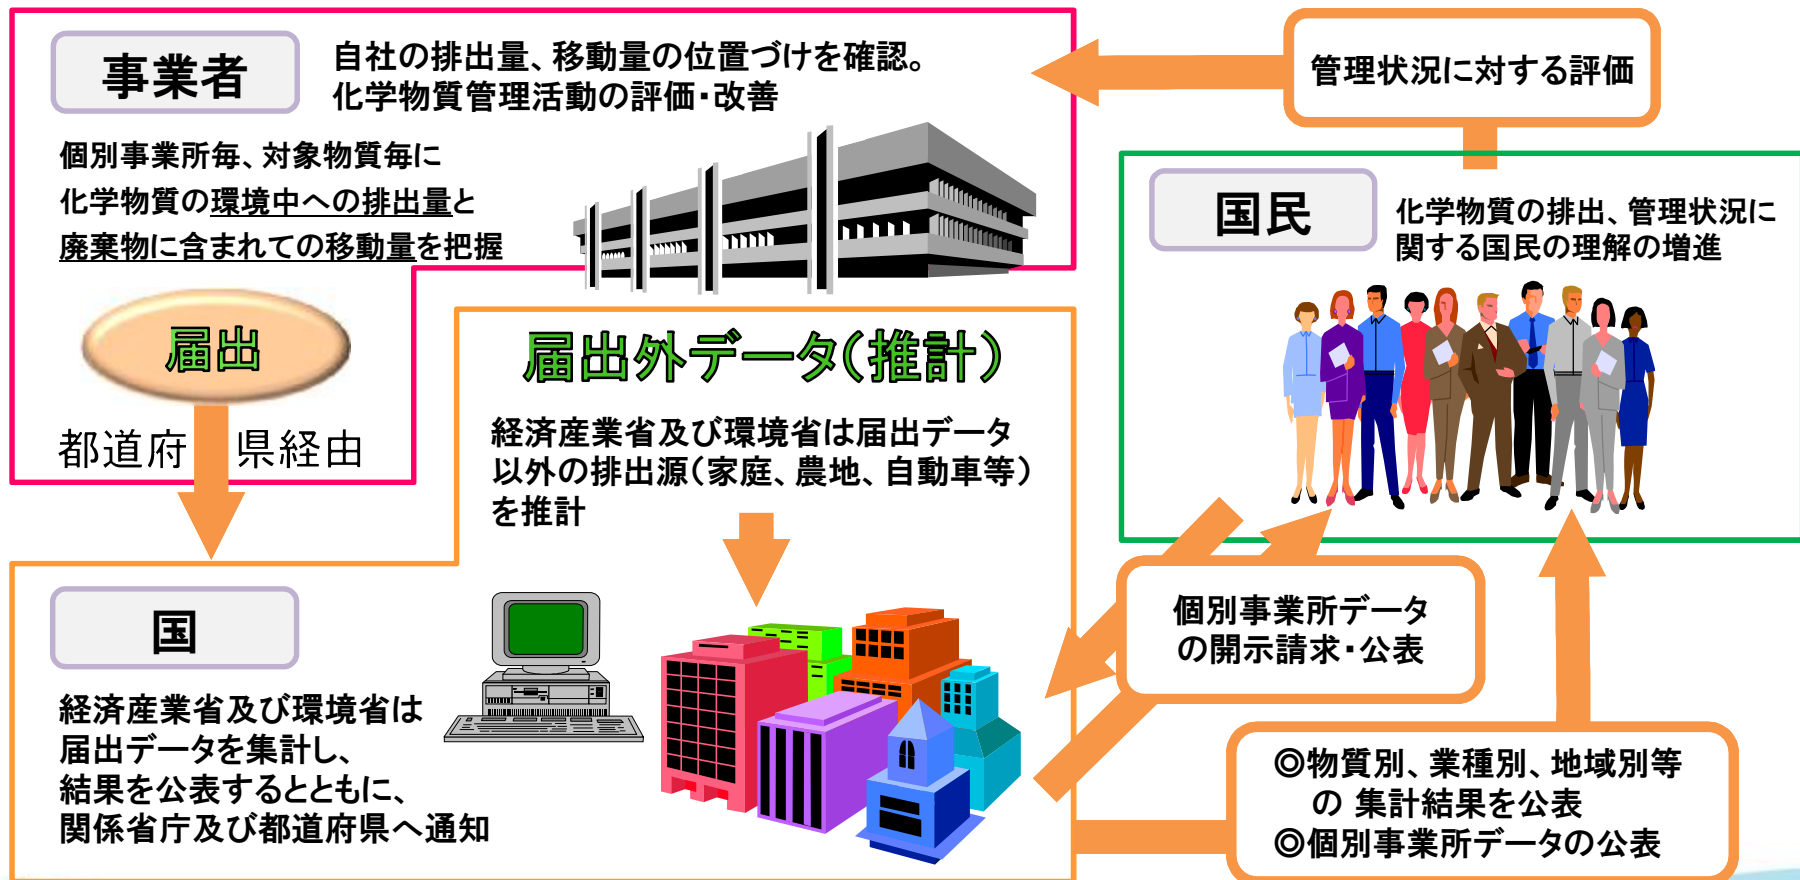 事業者
自社の排出量、移動量の位置づけを確認。
化学物質管理活動の評価・改善
個別事業所毎、対象物質毎に
化学物質の環境中への排出量と
廃棄物に含まれての移動量を把握
届出
都道府県経由
管理状況に対する評価
国民
化学物質の排出、管理状況に
関する国民の理解の増進
届出外データ(推計)
経済産業省及び環境省は届出データ
以外の排出源(家庭、農地、自動車等)
を推計
国
経済産業省及び環境省は
届出データを集計し、
結果を公表するとともに、
関係省庁及び都道府県へ通知
個別事業所データ
の開示請求・公表
◎物質別、業種別、地域別等
の 集計結果を公表
◎個別事業所データの公表